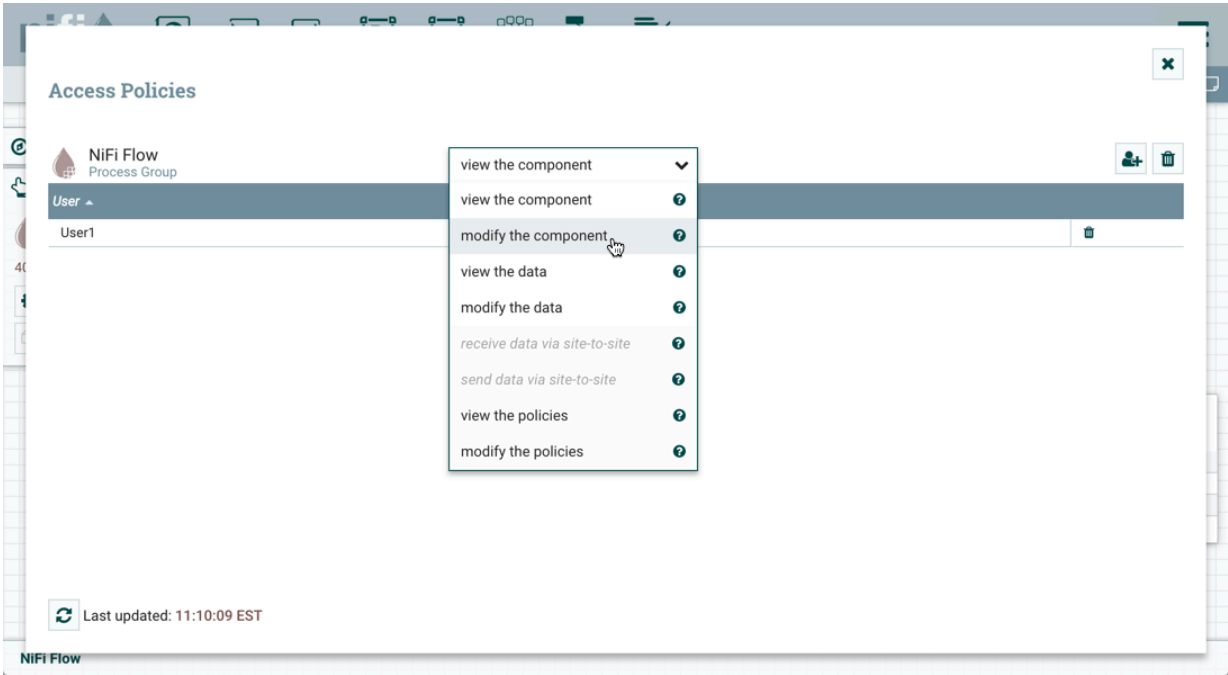 Access Policies
NiFi Flow
Process Group
view the component
User
view the component
User1
modify the component
view the data
modify the data
receive data via site-to-site
send data via site-to-site
view the policies
modify the policies
Last updated: 11:10:09 EST
NiFi Flow